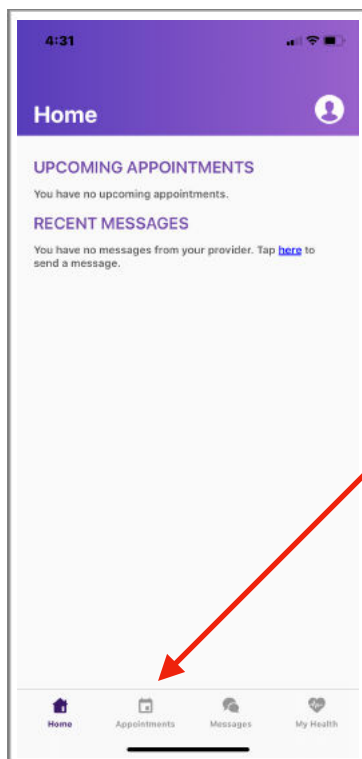 4:31
Home
UPCOMING APPOINTMENTS
You have no upcoming appointments.
RECENT MESSAGES
You have no messages from your provider. Tap here to
send a message.
Home Appointments Messages My Health